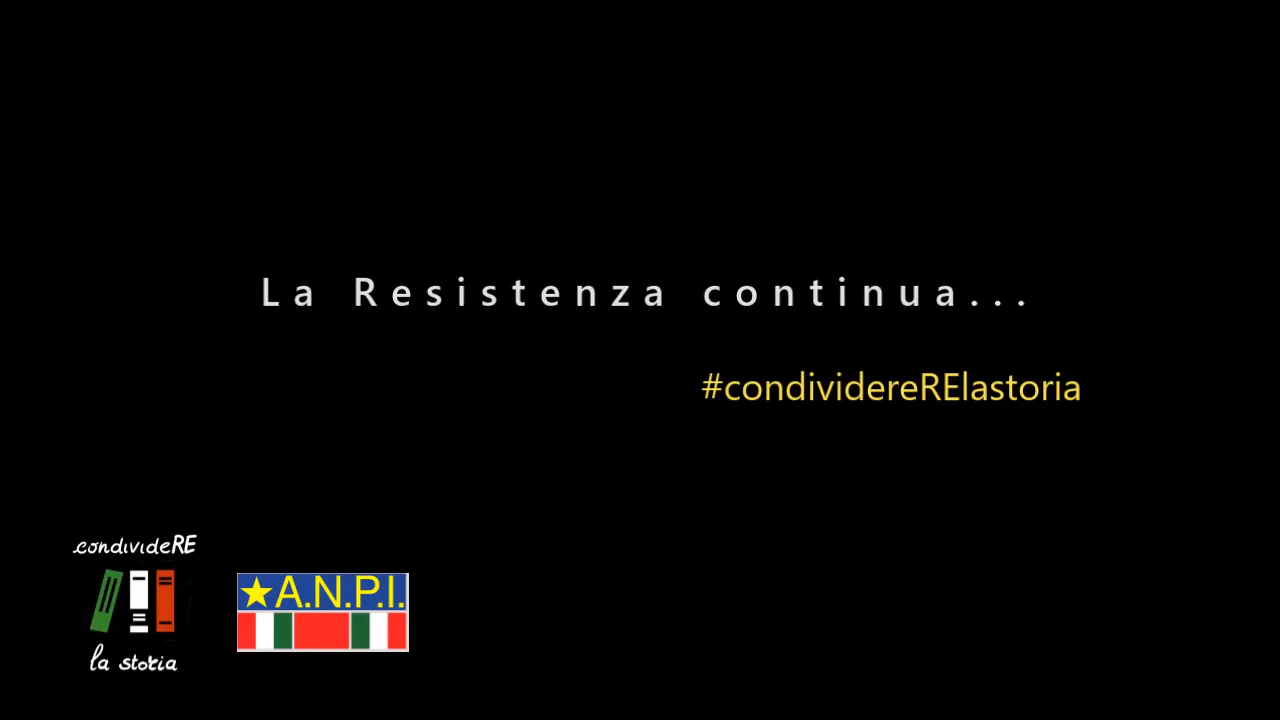 La Resistenza continua...
#condividereRElastoria
condivideRE
la storia
★A.N.P.I.